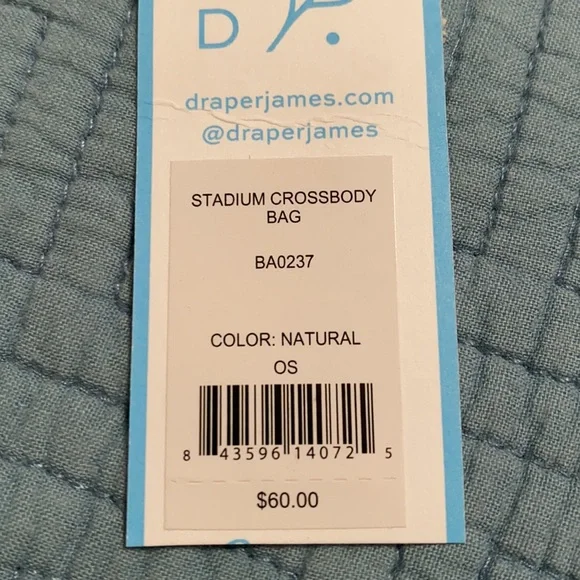 D
draperjames.com
@draperjames
STADIUM CROSSBODY
BAG
BA0237
COLOR: NATURAL
OS
8 43596 14072 5
$60.00